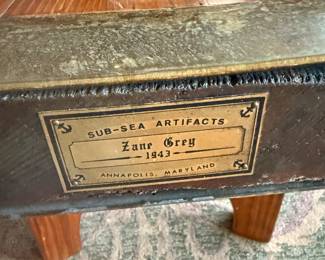 SUB-SEA ARTIFACTS
Zane Grey
1943
ANNAPOLIS, MARYLAND